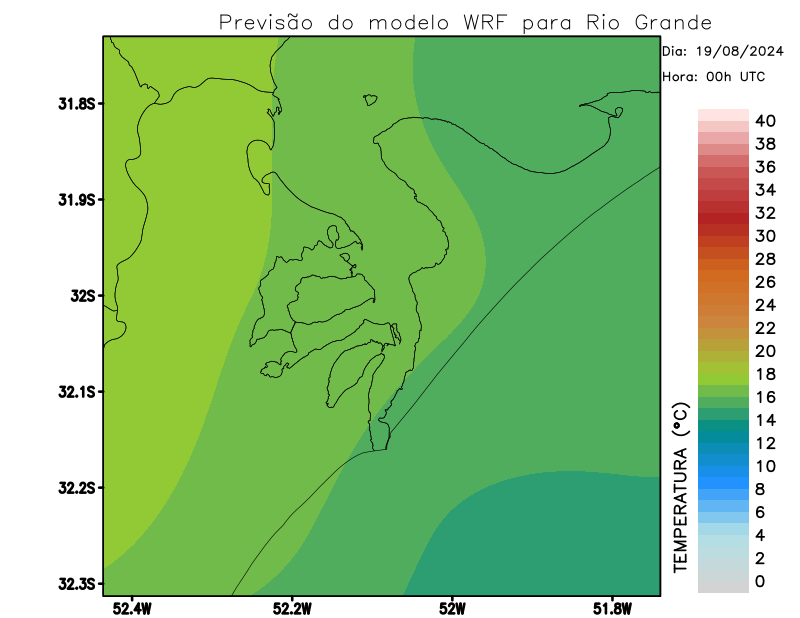 Previsão do modelo WRF para Rio Grande
Dia: 19/08/2024
Hora: 00h UTC
31.8S
31.9S
32S
32.1S
32.2S
32.3S
52.4W
52.2W
52W
51.8W
40
38
36
34
32
30
28
26
24
22
20
18
16
14
12
10
8
6
4
2
0
TEMPERATURA (°C)